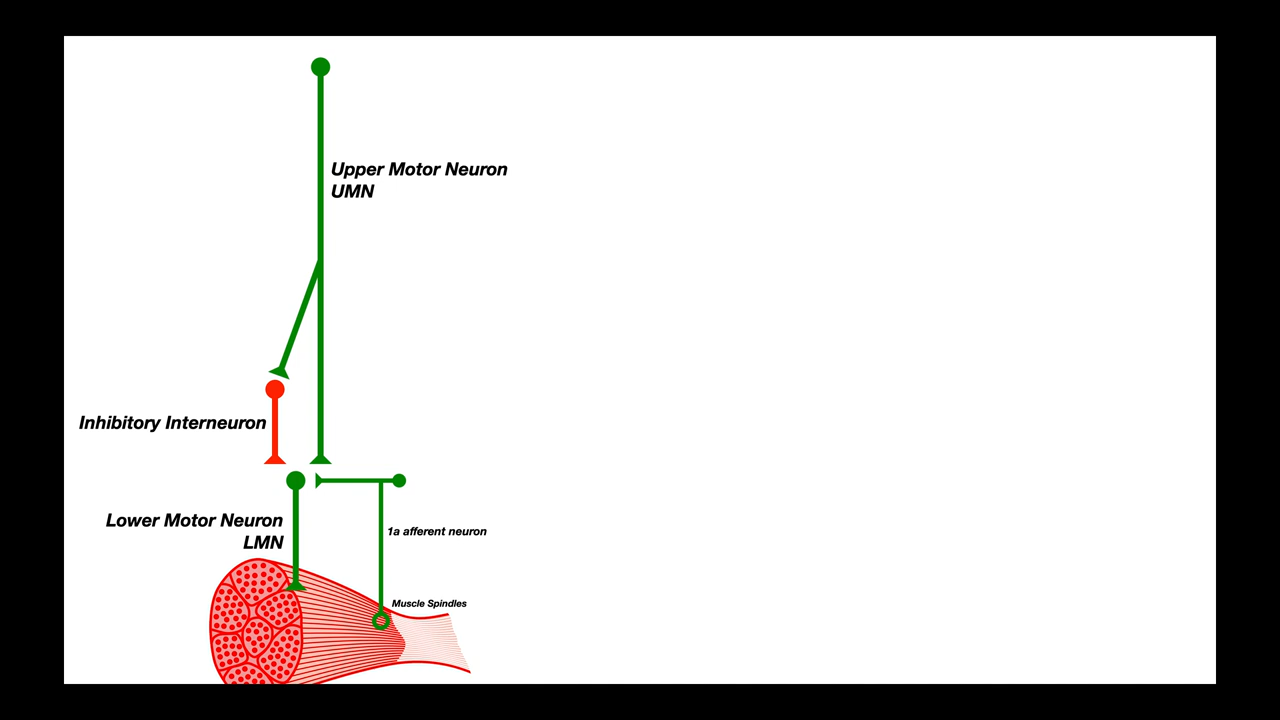 Upper Motor Neuron
UMN
Inhibitory Interneuron
Lower Motor Neuron
LMN
1a afferent neuron
Muscle Spindles